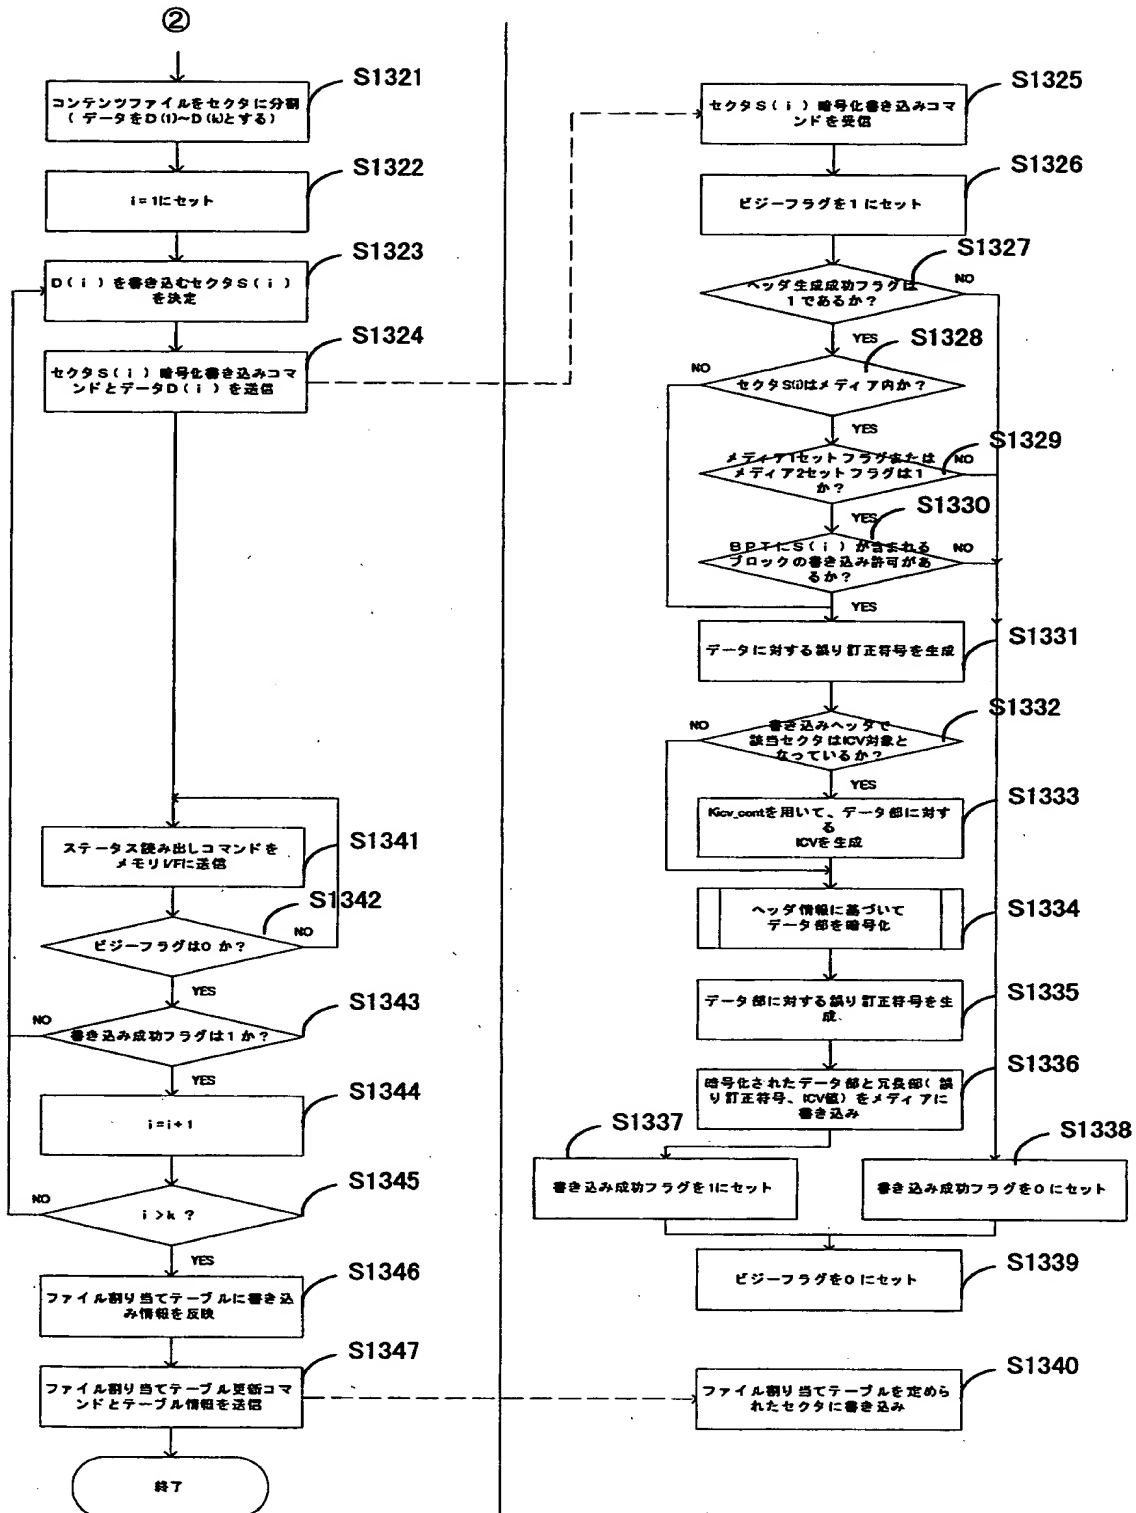 ②
S1321
コンテンツファイルをセクタに分割
(データをD(1)~D(k)とする)
S1322
i=1にセット
S1323
D(i)を書き込むセクタS(i)
を決定
S1324
セクタS(i)暗号化書き込みコマ
ンドとデータD(i)を送信
S1341
ステータス読み出しコマンドを
メモリI/Fに送信
S1342
ビジーフラグは0か?
NO
YES
S1343
書き込み成功フラグは1か?
NO
YES
S1344
i=i+1
S1345
i>k?
NO
YES
S1346
ファイル割り当てテーブルに書き込
み情報を反映
S1347
ファイル割り当てテーブル更新コマ
ンドとテーブル情報を送信
終了
S1325
セクタS(i)暗号化書き込みコマ
ンドを受信
S1326
ビジーフラグを1にセット
S1327
ヘッダ生成成功フラグは
1であるか?
NO
YES
S1328
セクタS(i)はメディア内か?
NO
YES
S1329
メディア1セットフラグまたは
メディア2セットフラグは1
か?
NO
YES
S1330
BPTにS(i)が含まれる
ブロックの書き込み許可があ
るか?
NO
YES
S1331
データに対する誤り訂正符号を生成
S1332
書き込みヘッダで
該当セクタはICV対象と
なっているか?
NO
YES
S1333
Kicv_contを用いて、データ部に対す
る
ICVを生成
S1334
ヘッダ情報に基づいて
データ部を暗号化
S1335
データ部に対する誤り訂正符号を生
成
S1336
暗号化されたデータ部と冗長部(誤
り訂正符号、ICV値)をメディアに
書き込み
S1337
書き込み成功フラグを1にセット
S1338
書き込み成功フラグを0にセット
S1339
ビジーフラグを0にセット
S1340
ファイル割り当てテーブルを定めら
れたセクタに書き込み